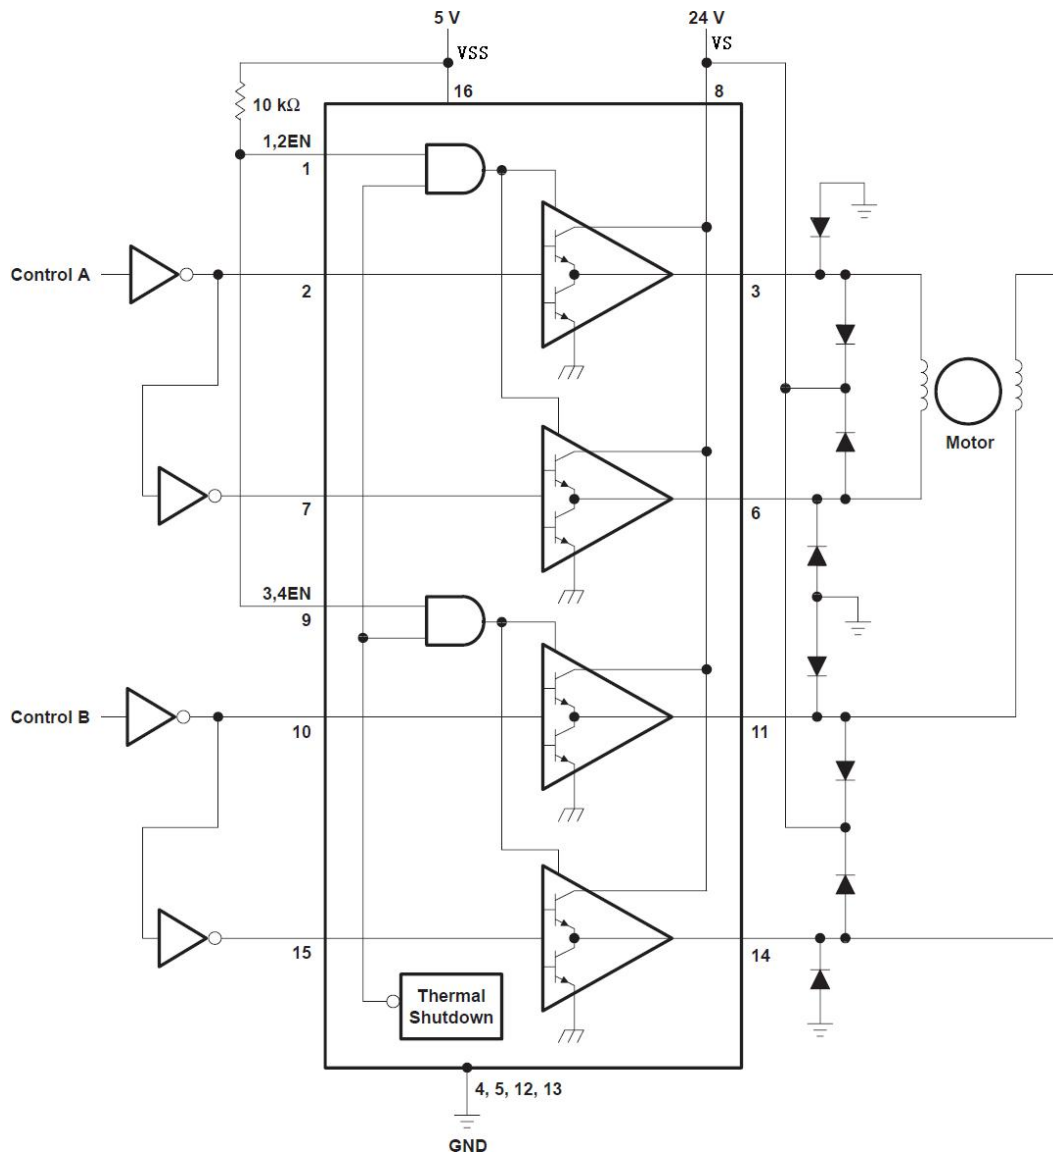 5 V
24 V
VSS
VS
16
8
10 kΩ
1,2EN
1
Control A
2
3
Motor
7
6
3,4EN
9
Control B
10
11
15
14
Thermal
Shutdown
4, 5, 12, 13
GND